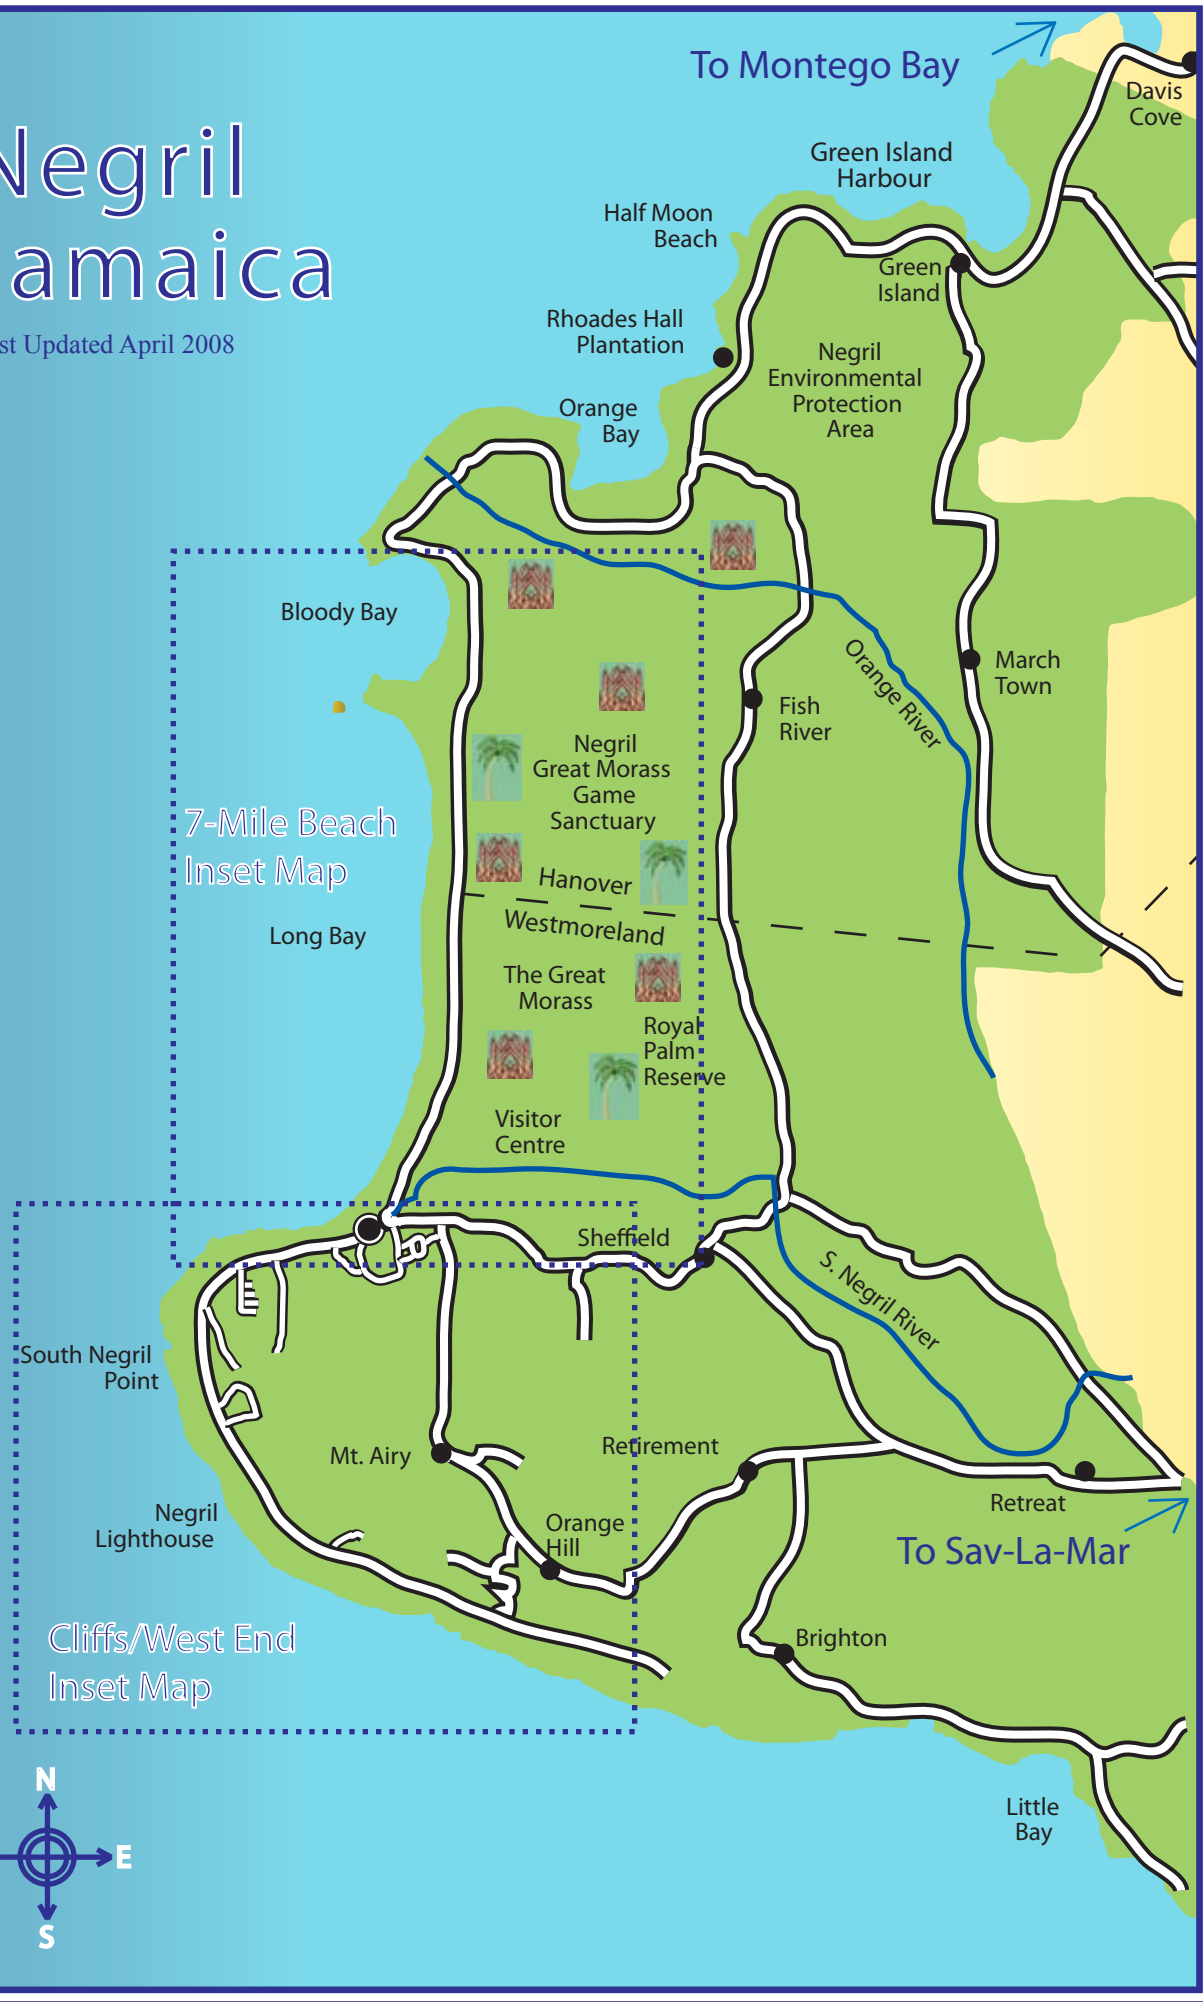 To Montego Bay
Davis
Cove
Negril
amaica
st Updated April 2008
Green Island
Harbour
Half Moon
Beach
Green
Island
Rhoades Hall
Plantation
Negril
Environmental
Protection
Area
Orange
Bay
Bloody Bay
Orange River
March
Town
Fish
River
Negril
Great Morass
Game
Sanctuary
7-Mile Beach
Inset Map
Hanover
Westmoreland
Long Bay
The Great
Morass
Royal
Palm
Reserve
Visitor
Centre
Sheffield
S. Negril River
South Negril
Point
Mt. Airy
Retirement
Retreat
Negril
Lighthouse
Orange
Hill
To Sav-La-Mar
Cliffs/West End
Inset Map
Brighton
Little
Bay
N
E
S